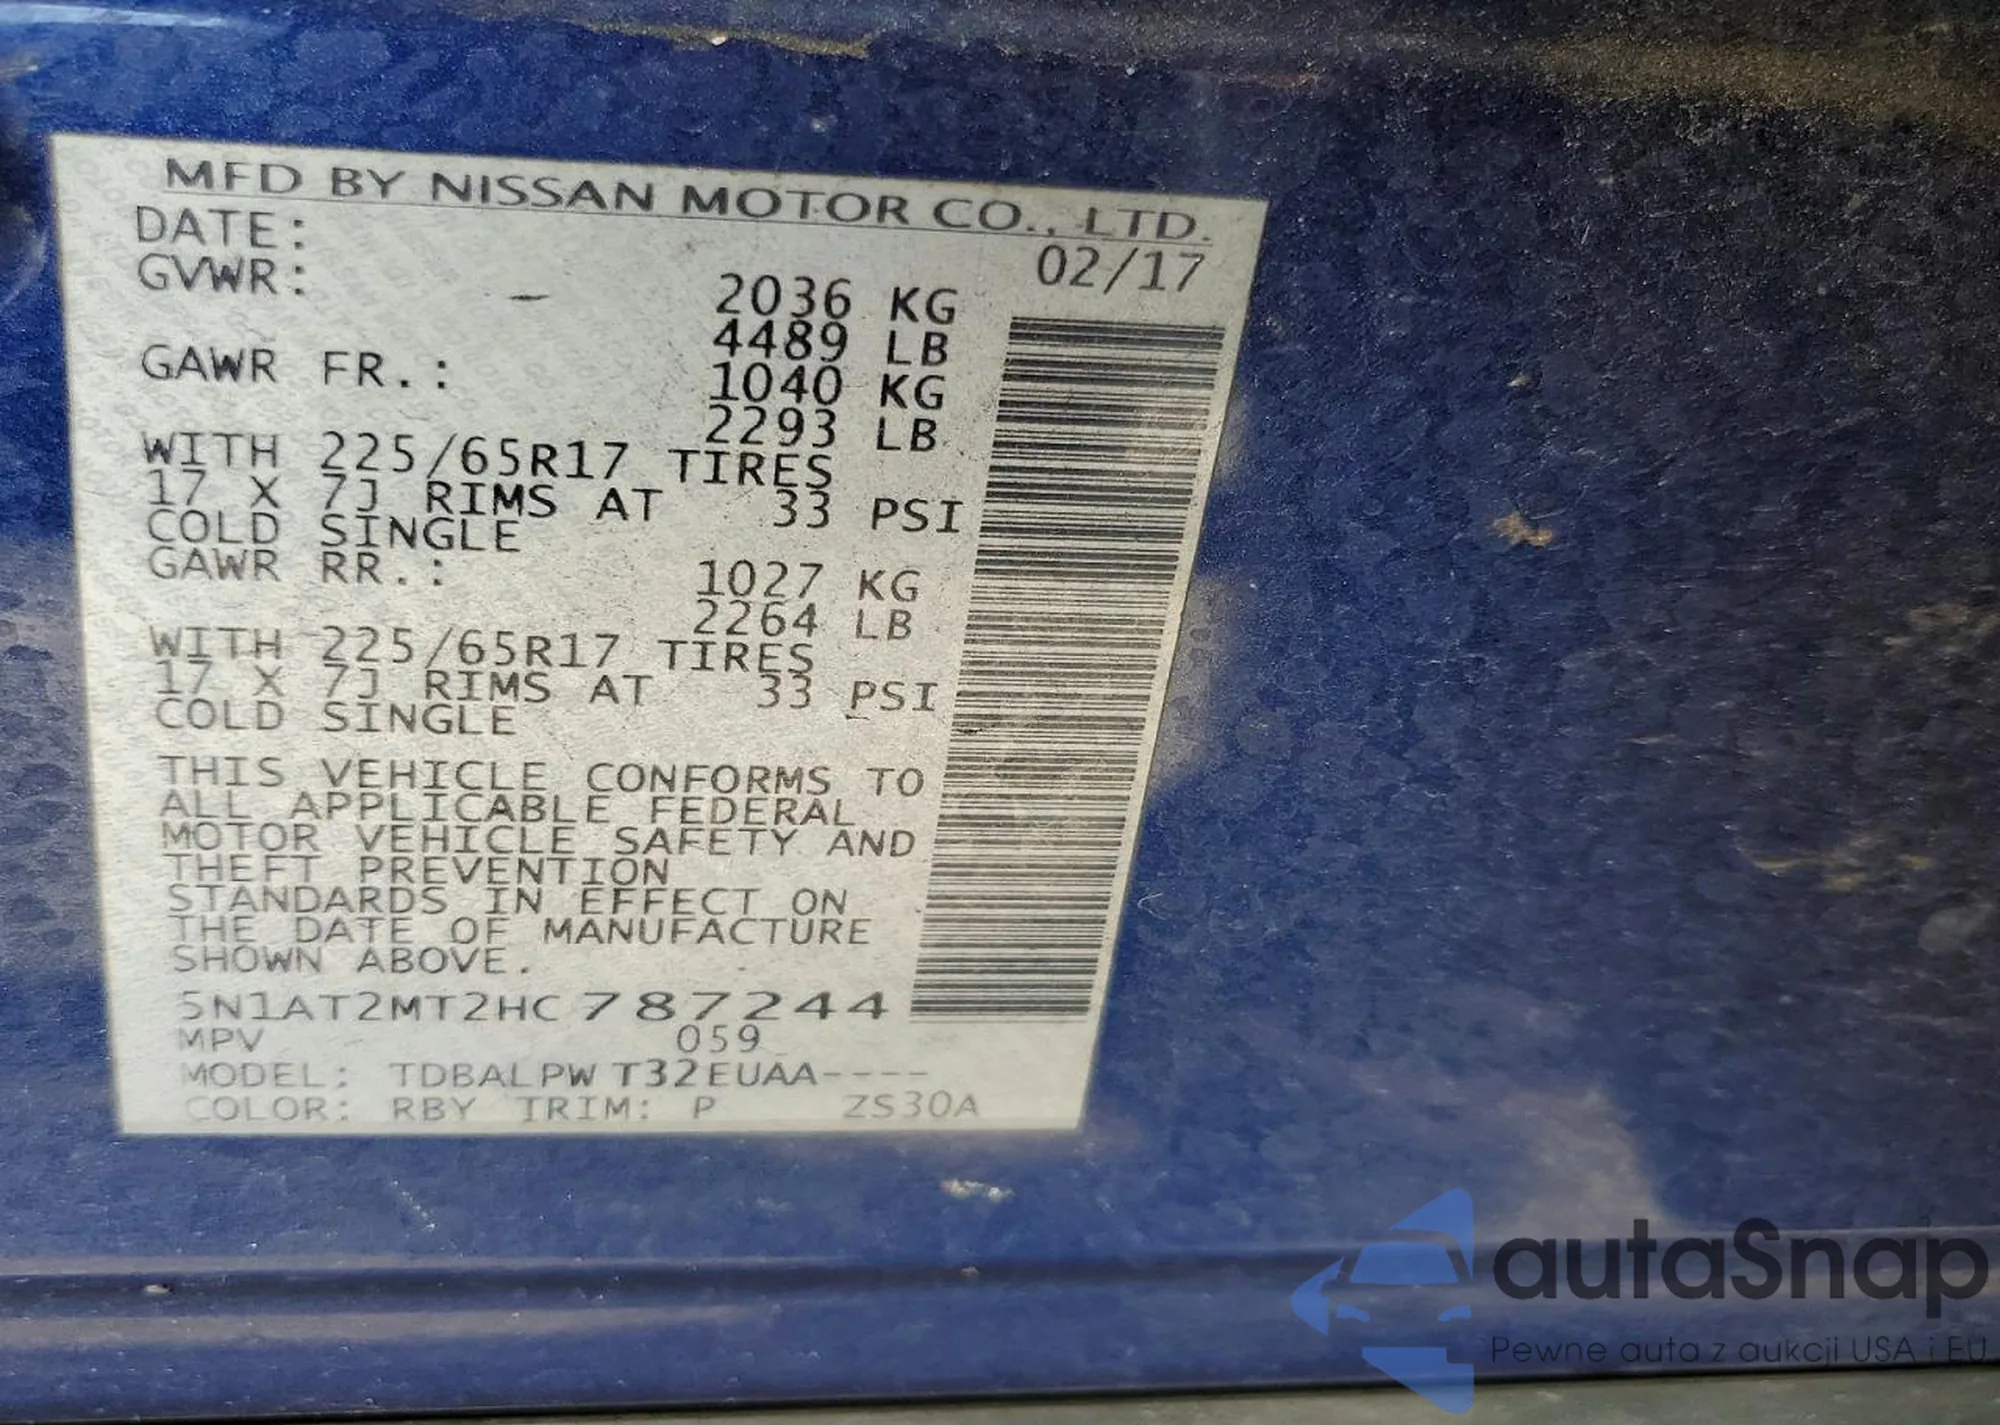 MFD BY NISSAN MOTOR CO., LTD.
DATE: 02/17
GVWR: 2036 KG
4489 LB
GAWR FR.: 1040 KG
2293 LB
WITH 225/65R17 TIRES
17 X 7J RIMS AT 33 PSI
COLD SINGLE
GAWR RR.: 1027 KG
2264 LB
WITH 225/65R17 TIRES
17 X 7J RIMS AT 33 PSI
COLD SINGLE
THIS VEHICLE CONFORMS TO
ALL APPLICABLE FEDERAL
MOTOR VEHICLE SAFETY AND
THEFT PREVENTION
STANDARDS IN EFFECT ON
THE DATE OF MANUFACTURE
SHOWN ABOVE.
5N1AT2MT2HC787244
MPV 059
MODEL: TDBALPW T32EUAA----
COLOR: RBY TRIM: P ZS30A
autaSnap
Pewne auta z aukcji USA i EU